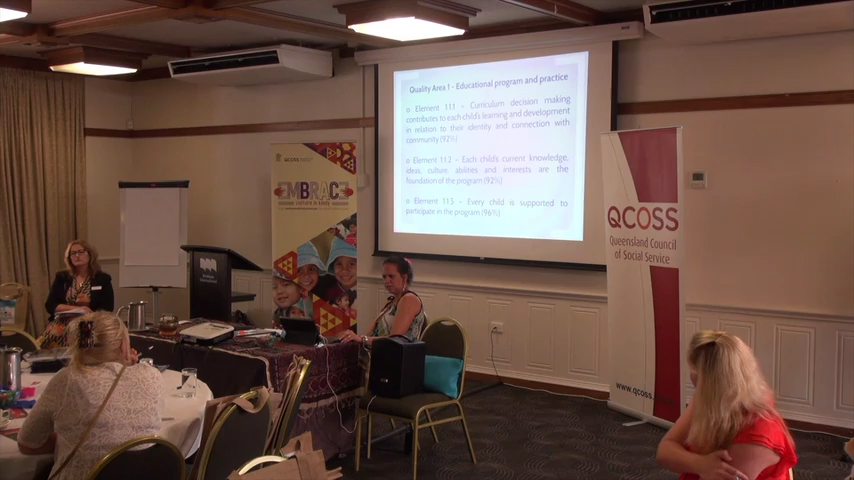 Quality Area 1 - Educational program and practice
Element 1.1.1 - Curriculum decision making
contributes to each child's learning and development
in relation to their identity and connection with
community (92%)
Element 1.1.2 - Each child's current knowledge,
ideas, culture, abilities and interests are the
foundation of the program (92%)
Element 1.1.5 - Every child is supported to
participate in the program (96%)
QCOSS
EMBRACE
QCOSS
Queensland Council
of Social Service
www.qcoss